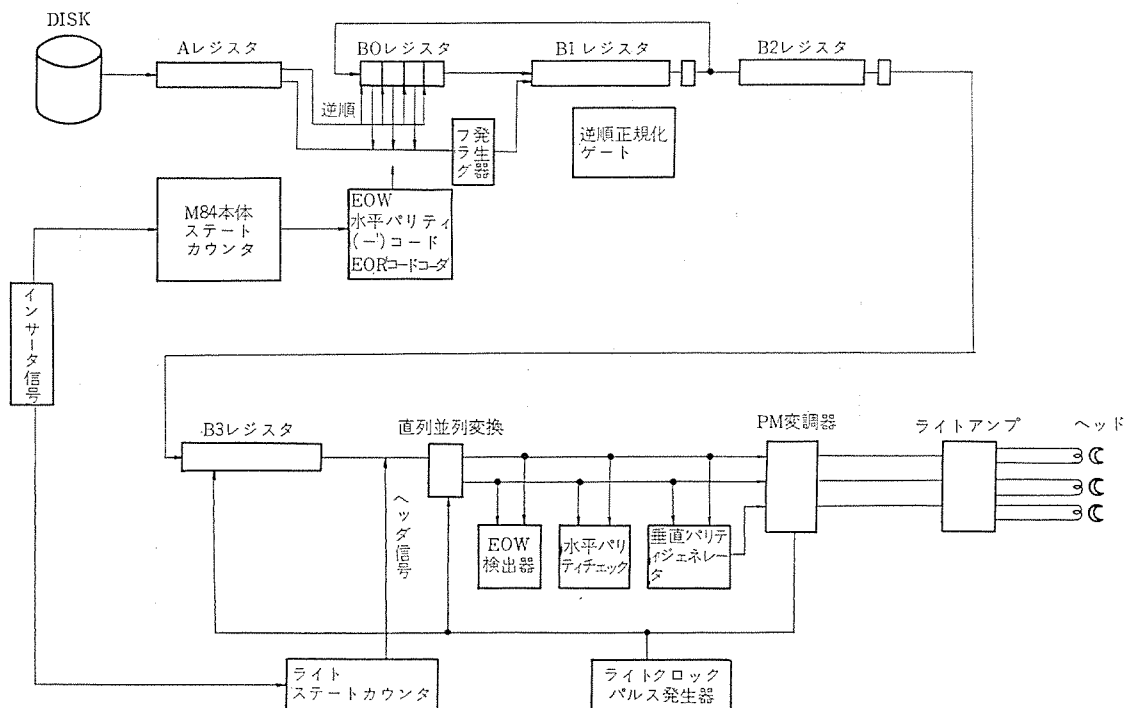 DISK
Aレジスタ
B0レジスタ
B1レジスタ
B2レジスタ
逆順
フラグ
発生器
逆順正規化
ゲート
M84本体
ステート
カウンタ
EOW
水平パリティ
(一')コード
EORコードコーダ
インサータ信号
B3レジスタ
直列並列変換
PM変調器
ライトアンプ
ヘッド
ヘッダ信号
EOW
検出器
水平パリ
ティチェック
垂直パリテ
ィジェネレー
タ
ライト
ステートカウンタ
ライトクロック
パルス発生器